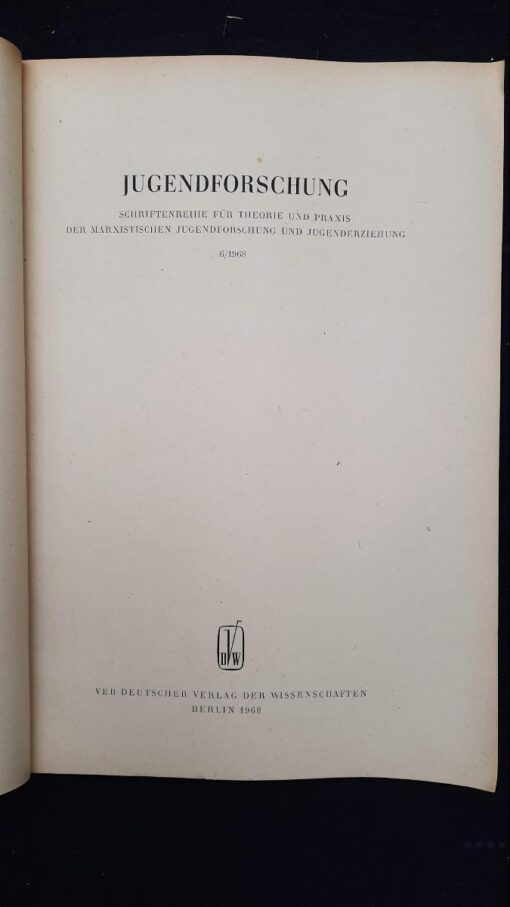 JUGENDFORSCHUNG
SCHRIFTENREIHE FÜR THEORIE UND PRAXIS
DER MARXISTISCHEN JUGENDFORSCHUNG UND JUGENDERZIEHUNG
6/1968
DVW
VEB DEUTSCHER VERLAG DER WISSENSCHAFTEN
BERLIN 1968